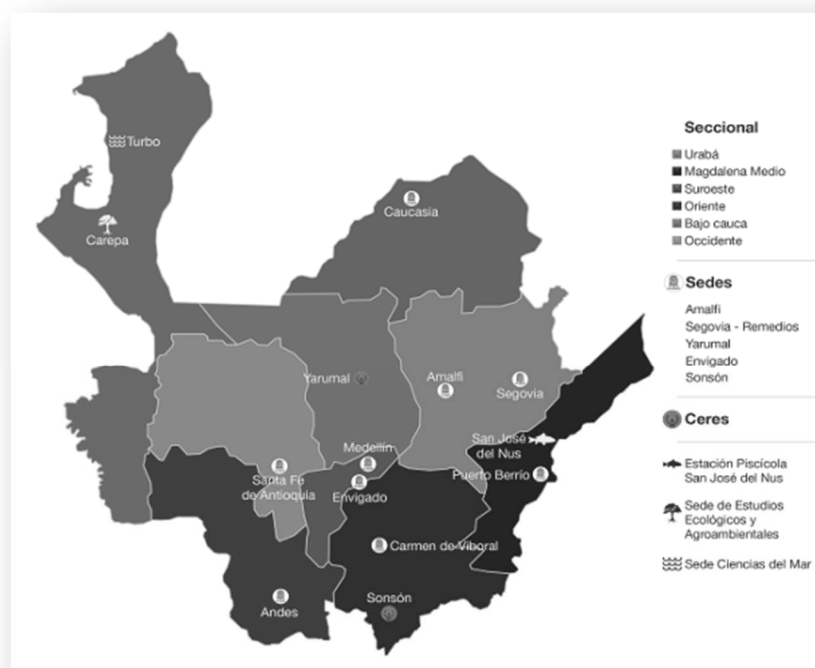 Turbo
Caucasia
Carepa
Yarumal
Amalfi
Segovia
Medellín
San José
del Nus
Santa Fe
de Antioquia
Envigado
Puerto Berrío
Carmen de Viboral
Andes
Sonsón
Seccional
Urabá
Magdalena Medio
Suroeste
Oriente
Bajo cauca
Occidente
Sedes
Amalfi
Segovia - Remedios
Yarumal
Envigado
Sonsón
Ceres
Estación Piscícola
San José del Nus
Sede de Estudios
Ecológicos y
Agroambientales
Sede Ciencias del Mar